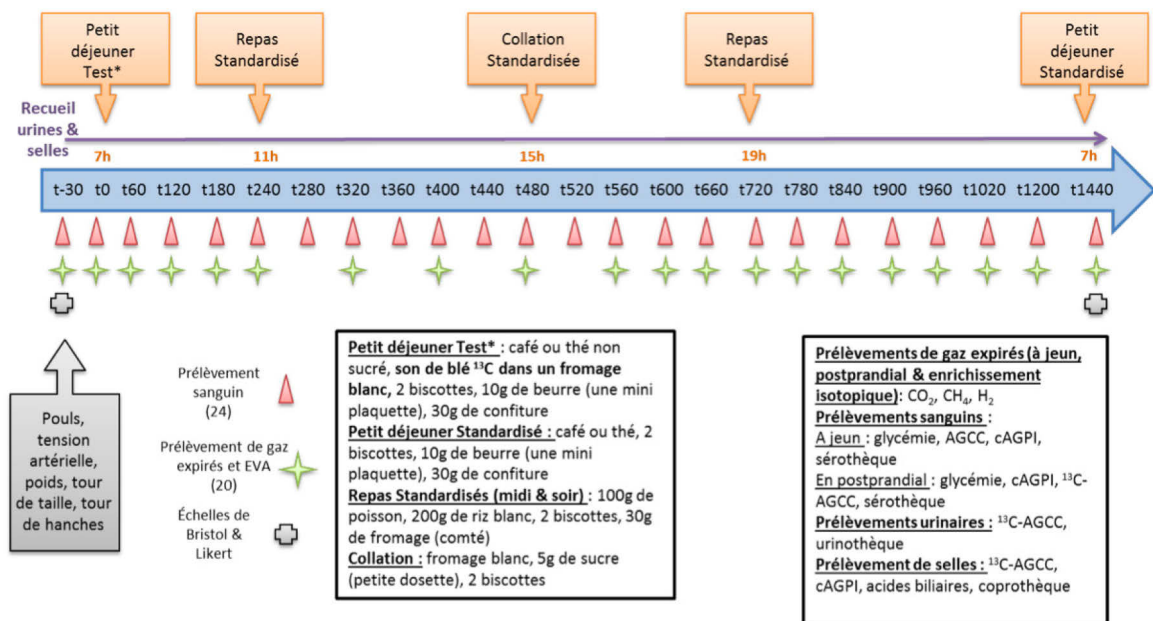 Petit
déjeuner
Test*
Repas
Standardisé
Collation
Standardisée
Repas
Standardisé
Petit
déjeuner
Standardisé
Recueil
urines &
selles
7h 11h 15h 19h 7h
t-30 t0 t60 t120 t180 t240 t280 t320 t360 t400 t440 t480 t520 t560 t600 t660 t720 t780 t840 t900 t960 t1020 t1200 t1440
Pouls,
tension
artérielle,
poids, tour
de taille, tour
de hanches
Prélèvement
sanguin
(24)
Prélèvement de gaz
expirés et EVA
(20)
Échelles de
Bristol &
Likert
Petit déjeuner Test* : café ou thé non
sucré, son de blé ¹³C dans un fromage
blanc, 2 biscottes, 10g de beurre (une mini
plaquette), 30g de confiture
Petit déjeuner Standardisé : café ou thé, 2
biscottes, 10g de beurre (une mini
plaquette), 30g de confiture
Repas Standardisés (midi & soir) : 100g de
poisson, 200g de riz blanc, 2 biscottes, 30g
de fromage (comté)
Collation : fromage blanc, 5g de sucre
(petite dosette), 2 biscottes
Prélèvements de gaz expirés (à jeun,
postprandial & enrichissement
isotopique): CO₂, CH₄, H₂
Prélèvements sanguins :
A jeun : glycémie, AGCC, cAGPI,
sérothèque
En postprandial : glycémie, cAGPI, ¹³C-
AGCC, sérothèque
Prélèvements urinaires : ¹³C-AGCC,
urinothèque
Prélèvement de selles : ¹³C-AGCC,
cAGPI, acides biliaires, coprothèque